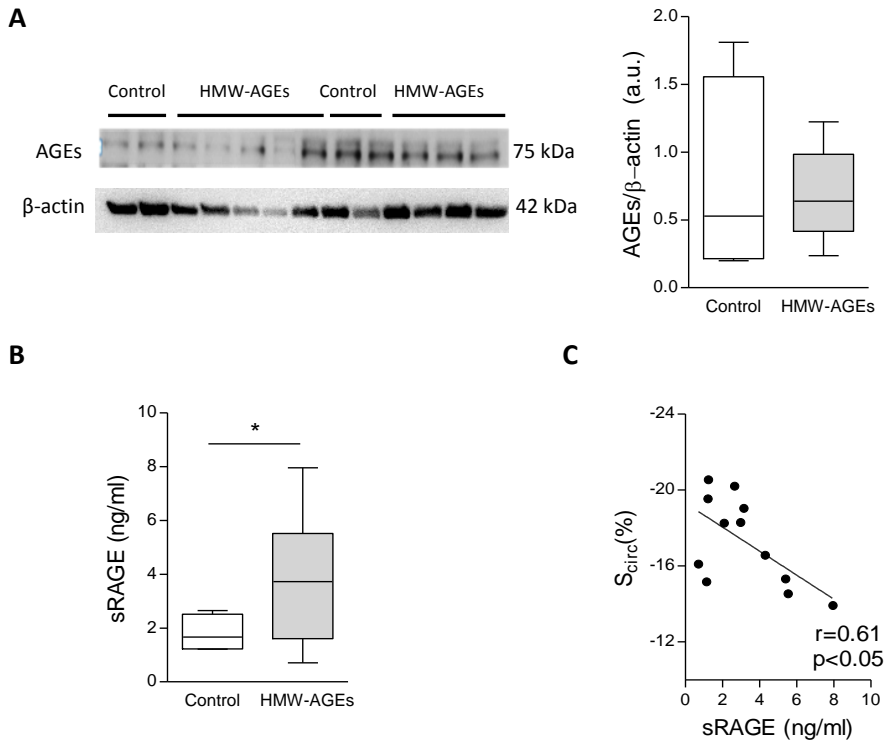 A
Control HMW-AGEs Control HMW-AGEs
AGEs 75 kDa
β-actin 42 kDa
AGEs/β−actin (a.u.)
2.0
1.5
1.0
0.5
0.0
Control HMW-AGEs
B
sRAGE (ng/ml)
10
8
6
4
2
0
*
Control HMW-AGEs
C
Scirc(%)
-24
-20
-16
-12
r=0.61
p<0.05
0 2 4 6 8 10
sRAGE (ng/ml)